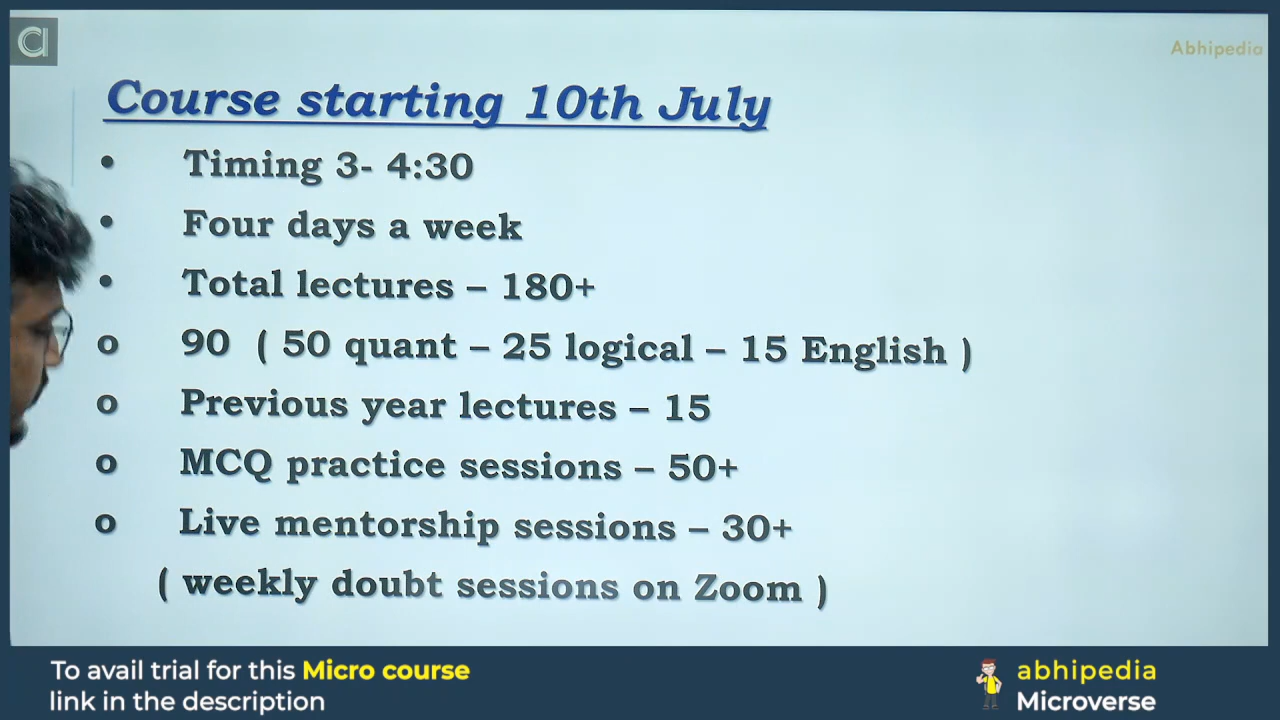 Abhipedia
Course starting 10th July
• Timing 3- 4:30
• Four days a week
• Total lectures – 180+
o 90 ( 50 quant – 25 logical – 15 English )
o Previous year lectures – 15
o MCQ practice sessions – 50+
o Live mentorship sessions – 30+
( weekly doubt sessions on Zoom )
To avail trial for this Micro course
link in the description
abhipedia
Microverse